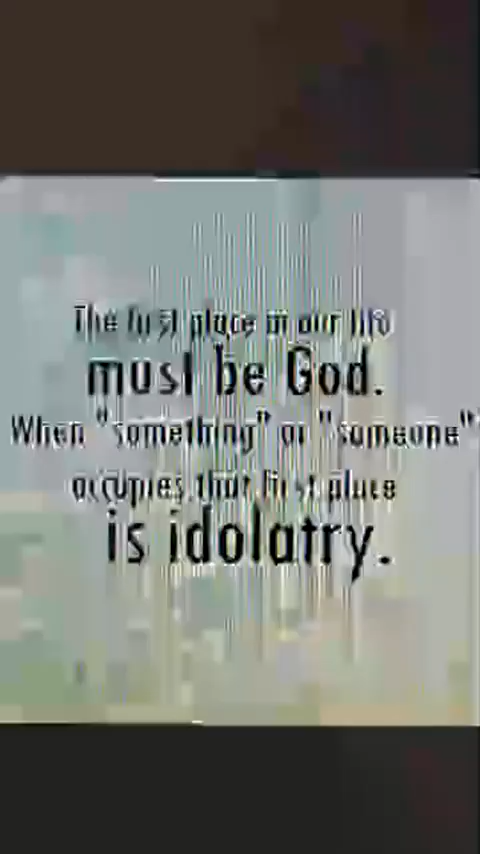 The first place in our life
must be God.
When "something" or "someone"
occupies that first place
is idolatry.